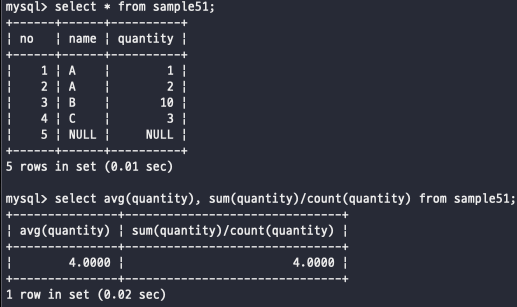 mysql> select * from sample51;
+------+------+----------+
| no   | name | quantity |
+------+------+----------+
|    1 | A    |        1 |
|    2 | A    |        2 |
|    3 | B    |       10 |
|    4 | C    |        3 |
|    5 | NULL |     NULL |
+------+------+----------+
5 rows in set (0.01 sec)
mysql> select avg(quantity), sum(quantity)/count(quantity) from sample51;
+---------------+-------------------------------+
| avg(quantity) | sum(quantity)/count(quantity) |
+---------------+-------------------------------+
|        4.0000 |                        4.0000 |
+---------------+-------------------------------+
1 row in set (0.02 sec)